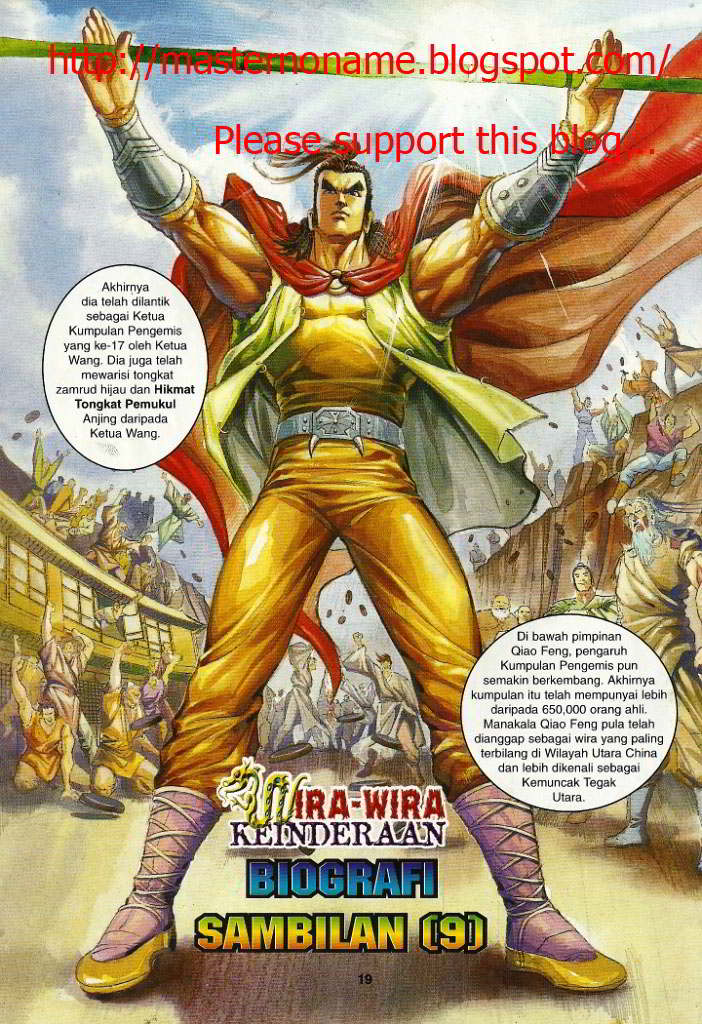 http://masternoname.blogspot.com/
Please support this blog...
Akhirnya
dia telah dilantik
sebagai Ketua
Kumpulan Pengemis
yang ke-17 oleh Ketua
Wang. Dia juga telah
mewarisi tongkat
zamrud hijau dan Hikmat
Tongkat Pemukul
Anjing daripada
Ketua Wang.
Di bawah pimpinan
Qiao Feng, pengaruh
Kumpulan Pengemis pun
semakin berkembang. Akhirnya
kumpulan itu telah mempunyai lebih
daripada 650,000 orang ahli.
Manakala Qiao Feng pula telah
dianggap sebagai wira yang paling
terbilang di Wilayah Utara China
dan lebih dikenali sebagai
Kemuncak Tegak
Utara.
WIRA-WIRA
KEINDERAAN
BIOGRAFI
SAMBILAN (9)
19